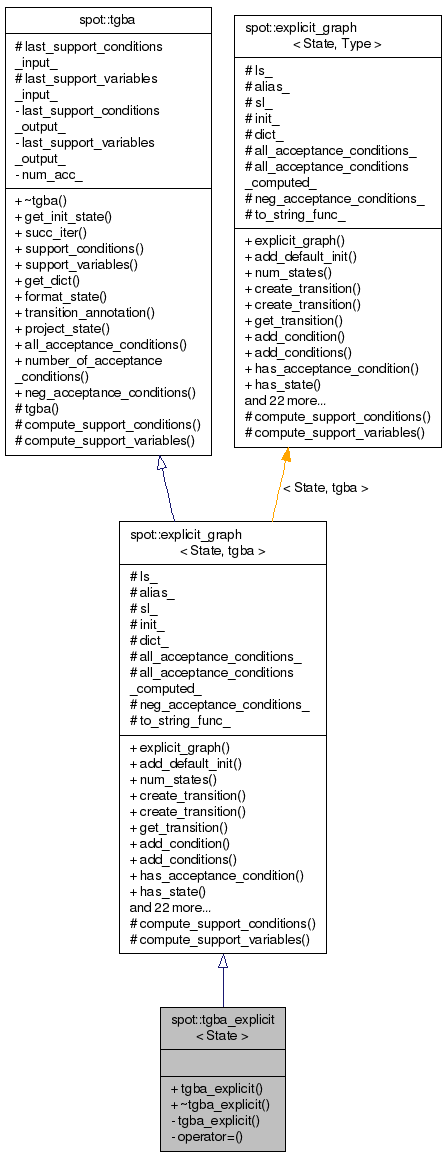 spot::tgba
# last_support_conditions
_input_
# last_support_variables
_input_
- last_support_conditions
_output_
- last_support_variables
_output_
- num_acc_
+ ~tgba()
+ get_init_state()
+ succ_iter()
+ support_conditions()
+ support_variables()
+ get_dict()
+ format_state()
+ transition_annotation()
+ project_state()
+ all_acceptance_conditions()
+ number_of_acceptance
_conditions()
+ neg_acceptance_conditions()
# tgba()
# compute_support_conditions()
# compute_support_variables()
spot::explicit_graph
< State, Type >
# ls_
# alias_
# sl_
# init_
# dict_
# all_acceptance_conditions_
# all_acceptance_conditions
_computed_
# neg_acceptance_conditions_
# to_string_func_
+ explicit_graph()
+ add_default_init()
+ num_states()
+ create_transition()
+ create_transition()
+ get_transition()
+ add_condition()
+ add_conditions()
+ has_acceptance_condition()
+ has_state()
and 22 more...
# compute_support_conditions()
# compute_support_variables()
< State, tgba >
spot::explicit_graph
< State, tgba >
# ls_
# alias_
# sl_
# init_
# dict_
# all_acceptance_conditions_
# all_acceptance_conditions
_computed_
# neg_acceptance_conditions_
# to_string_func_
+ explicit_graph()
+ add_default_init()
+ num_states()
+ create_transition()
+ create_transition()
+ get_transition()
+ add_condition()
+ add_conditions()
+ has_acceptance_condition()
+ has_state()
and 22 more...
# compute_support_conditions()
# compute_support_variables()
spot::tgba_explicit
< State >
+ tgba_explicit()
+ ~tgba_explicit()
- tgba_explicit()
- operator=()